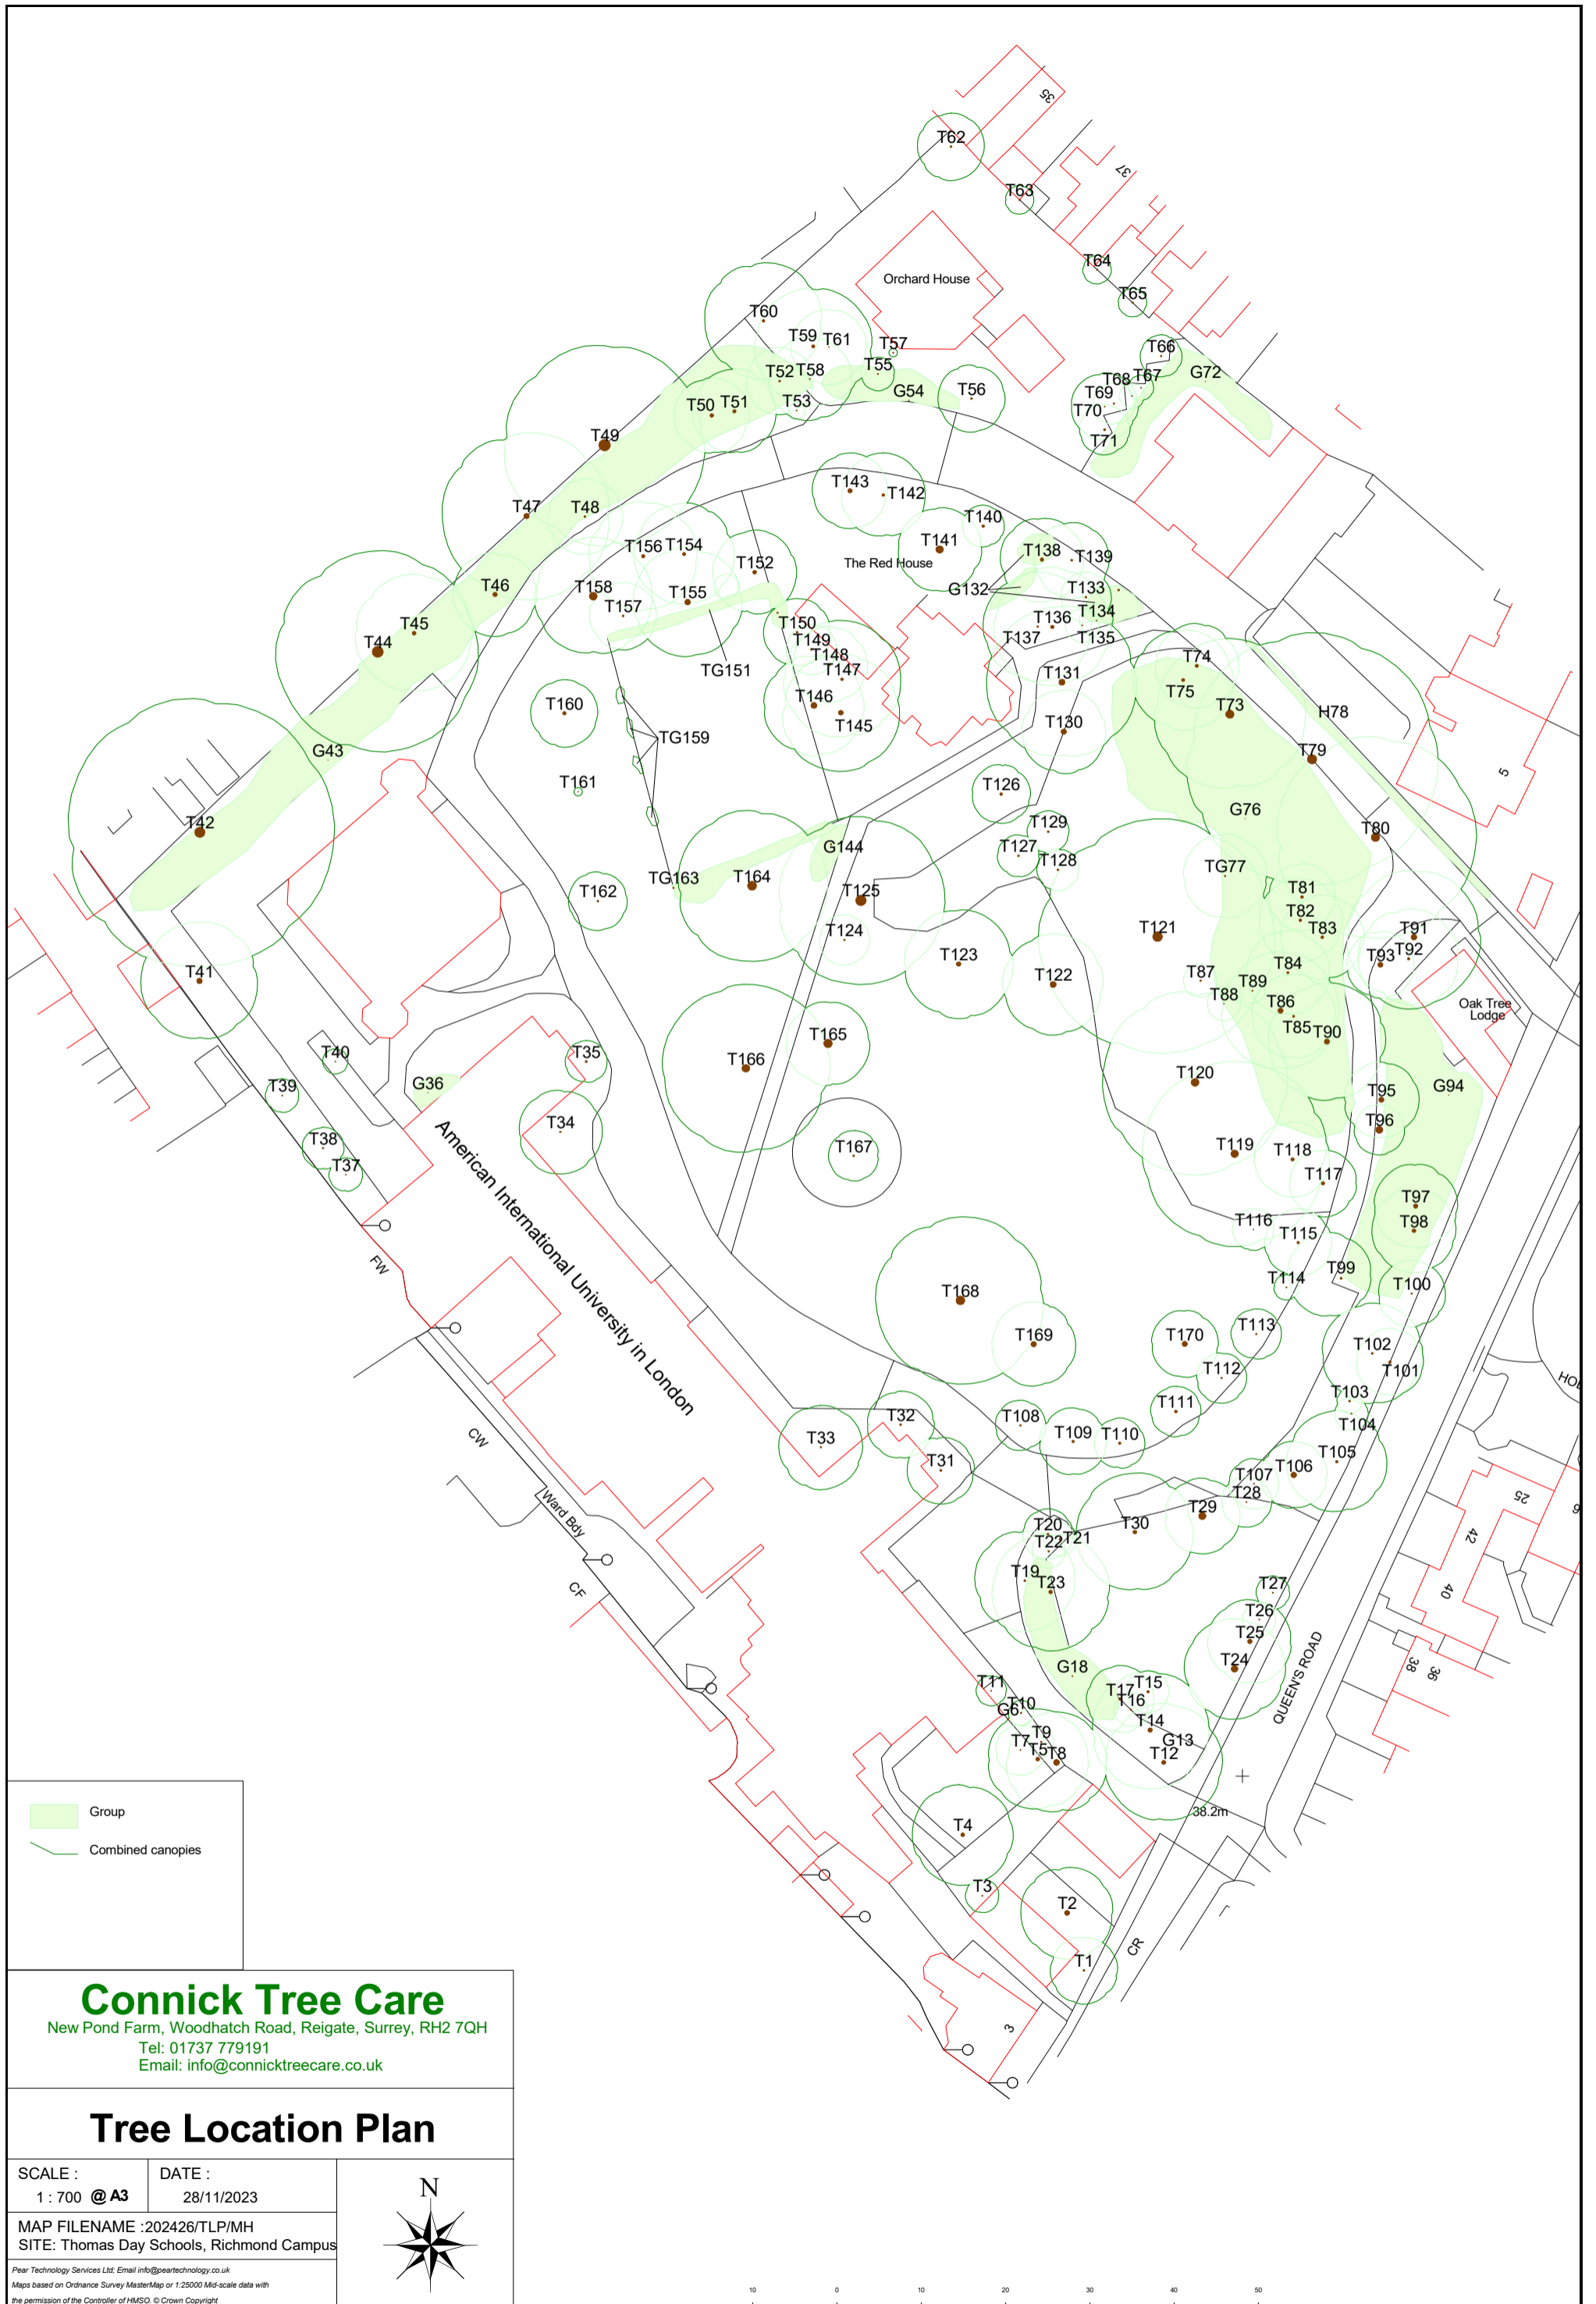 35
T62
37
T63
T64
Orchard House
T65
T60
T59 T61
T57
T66
T52 T58
T55
G72
T68 T67
G54
T56
T69
T50 T51
T53
T70
T49
T71
T143
T142
T47
T48
T140
T141
T156 T154
T138
T139
T152
The Red House
T46
T158
T155
G132
T133
T157
T134
T45
T150
T136
T137
T135
T44
T149
T148
T74
TG151
T147
T131
T75
T146
T73
T160
T145
H78
T130
TG159
G43
T79
5
T161
T126
G76
T42
T129
T80
G144
T127
T128
TG77
TG163
T164
T81
T162
T125
T82
T83
T121
T91
T124
T123
T92
T93
T41
T122
T87
T84
T89
T88
T86
Oak Tree
Lodge
T85
T90
T165
T40
T35
T166
T120
T39
G36
T95
G94
T34
T96
T38
T167
T119
T118
T37
T117
American International University in London
T97
T116
T98
T115
FW
T99
T114
T100
T168
T113
T169
T170
T102
T112
T101
HOL
T103
T111
T32
T108
T104
T33
T109
T110
CW
T105
T31
T107
T106
25
T28
Ward Bdy
T29
6
T20
T30
T21
T22
42
CF
T19
T23
T27
40
T26
T25
QUEEN'S ROAD
T24
38
36
G18
T11
T15
T17
T16
T10
G6
T14
T9
G13
T7
T5
T8
T12
38.2m
Group
T4
Combined canopies
T3
T2
CR
T1
3
Connick Tree Care
New Pond Farm, Woodhatch Road, Reigate, Surrey, RH2 7QH
Tel: 01737 779191
Email: info@connicktreecare.co.uk
Tree Location Plan
SCALE :
1 : 700 @ A3
DATE :
28/11/2023
N
MAP FILENAME :202426/TLP/MH
SITE: Thomas Day Schools, Richmond Campus
Pear Technology Services Ltd; Email info@peartechnology.co.uk
Maps based on Ordnance Survey MasterMap or 1:25000 Mid-scale data with
the permission of the Controller of HMSO. © Crown Copyright
10 0 10 20 30 40 50